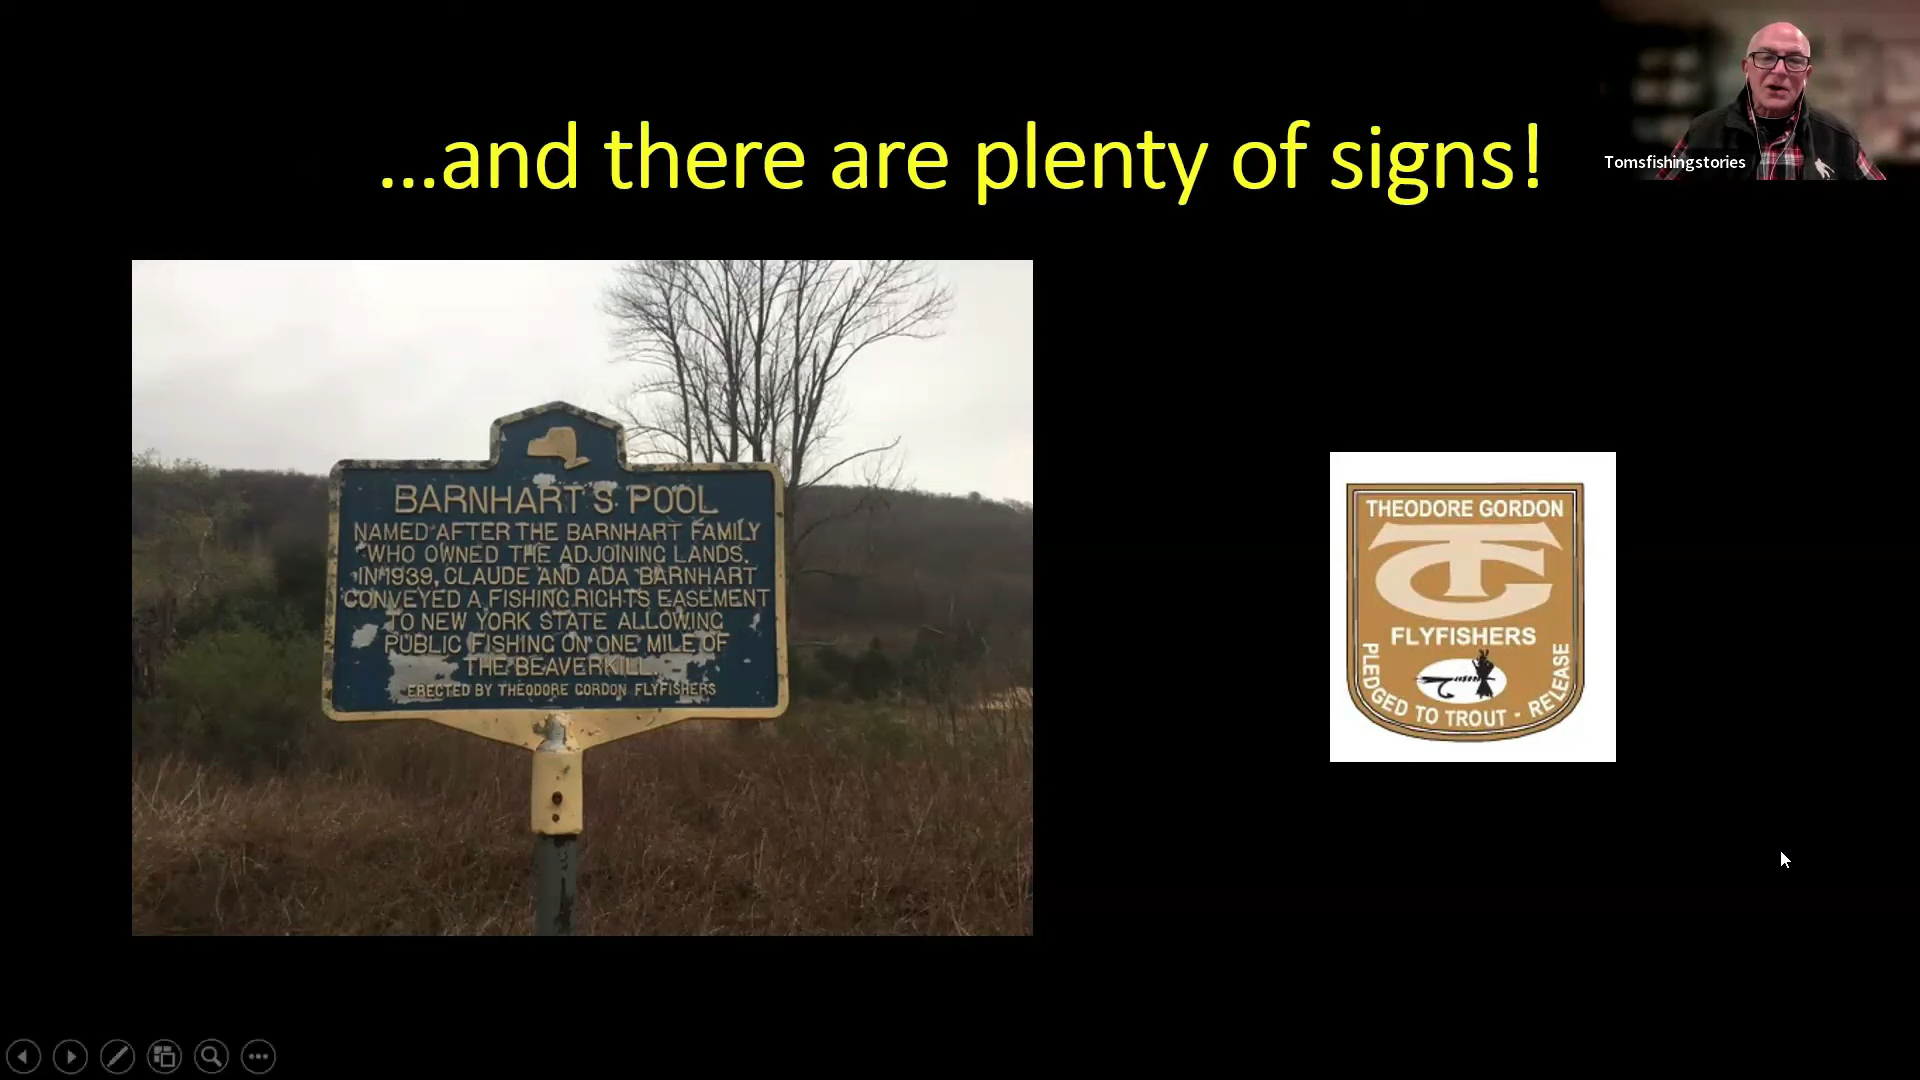 ...and there are plenty of signs!
Tomsfishingstories
BARNHART'S POOL
NAMED AFTER THE BARNHART FAMILY
WHO OWNED THE ADJOINING LANDS.
IN 1939, CLAUDE AND ADA BARNHART
CONVEYED A FISHING RIGHTS EASEMENT
TO NEW YORK STATE ALLOWING
PUBLIC FISHING ON ONE MILE OF
THE BEAVERKILL.
ERECTED BY THEODORE GORDON FLYFISHERS
THEODORE GORDON
TG
FLYFISHERS
PLEDGED TO TROUT - RELEASE